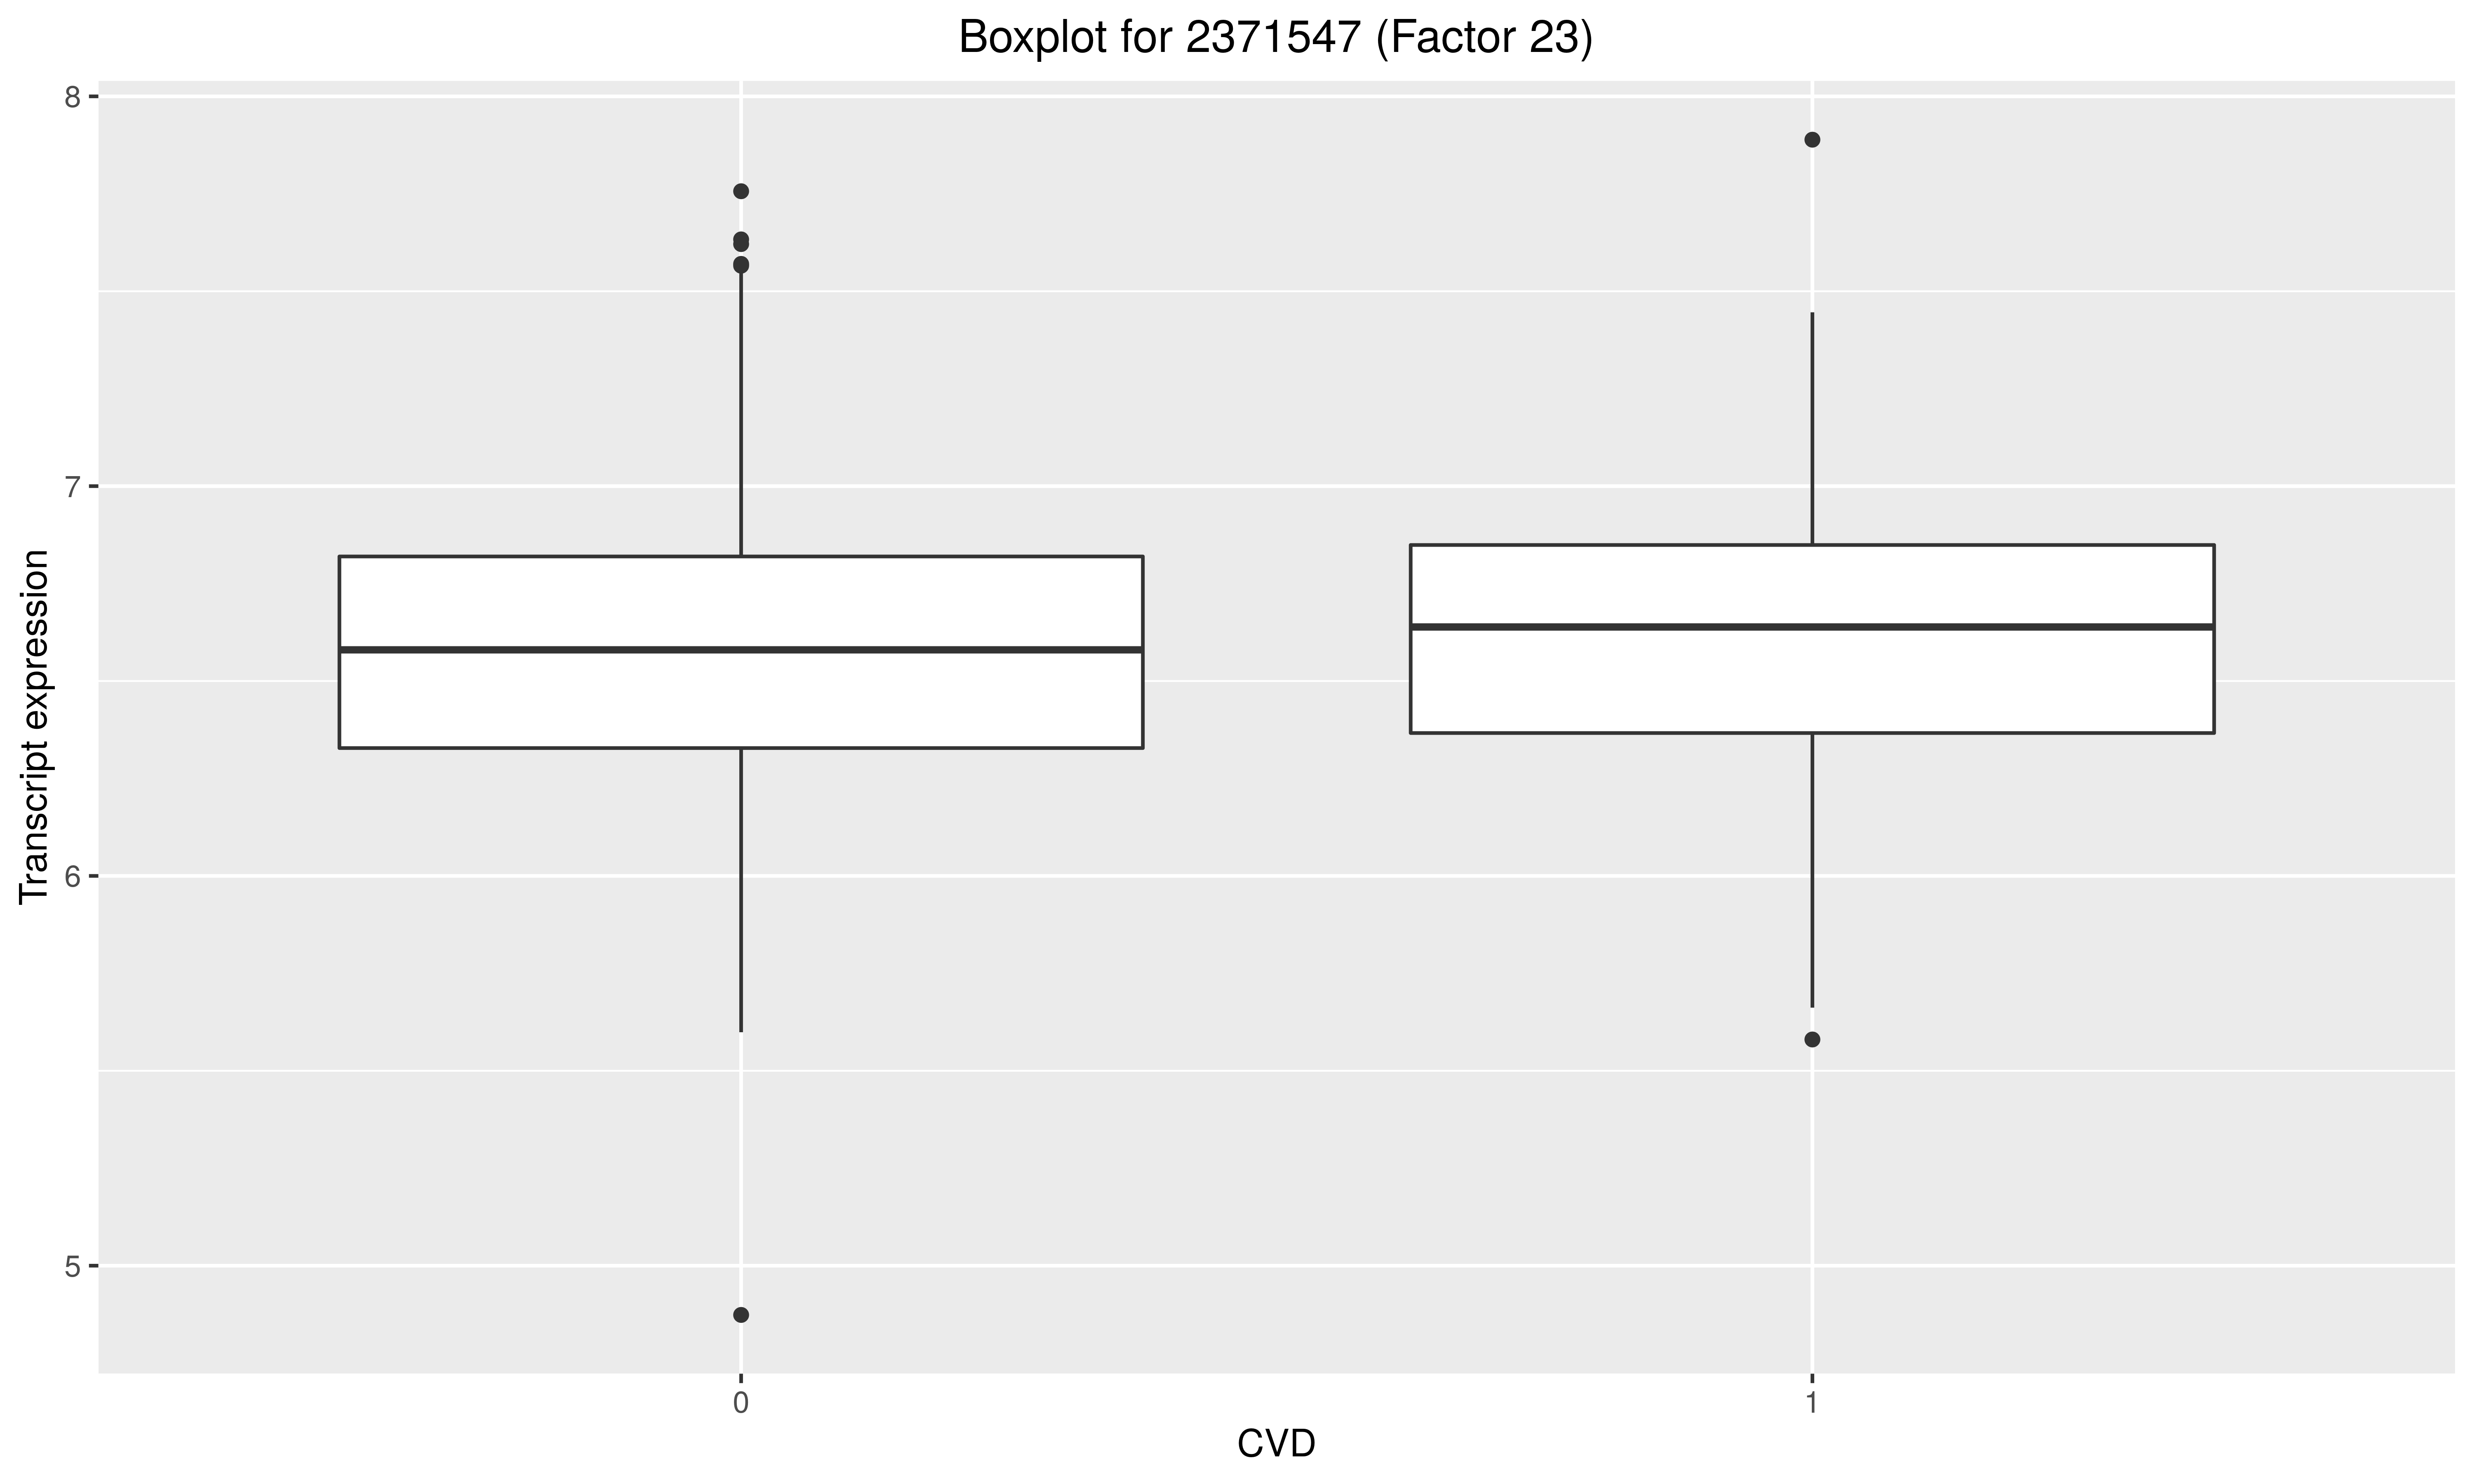 Boxplot for 2371547 (Factor 23)
Transcript expression
8
7
6
5
0
1
CVD